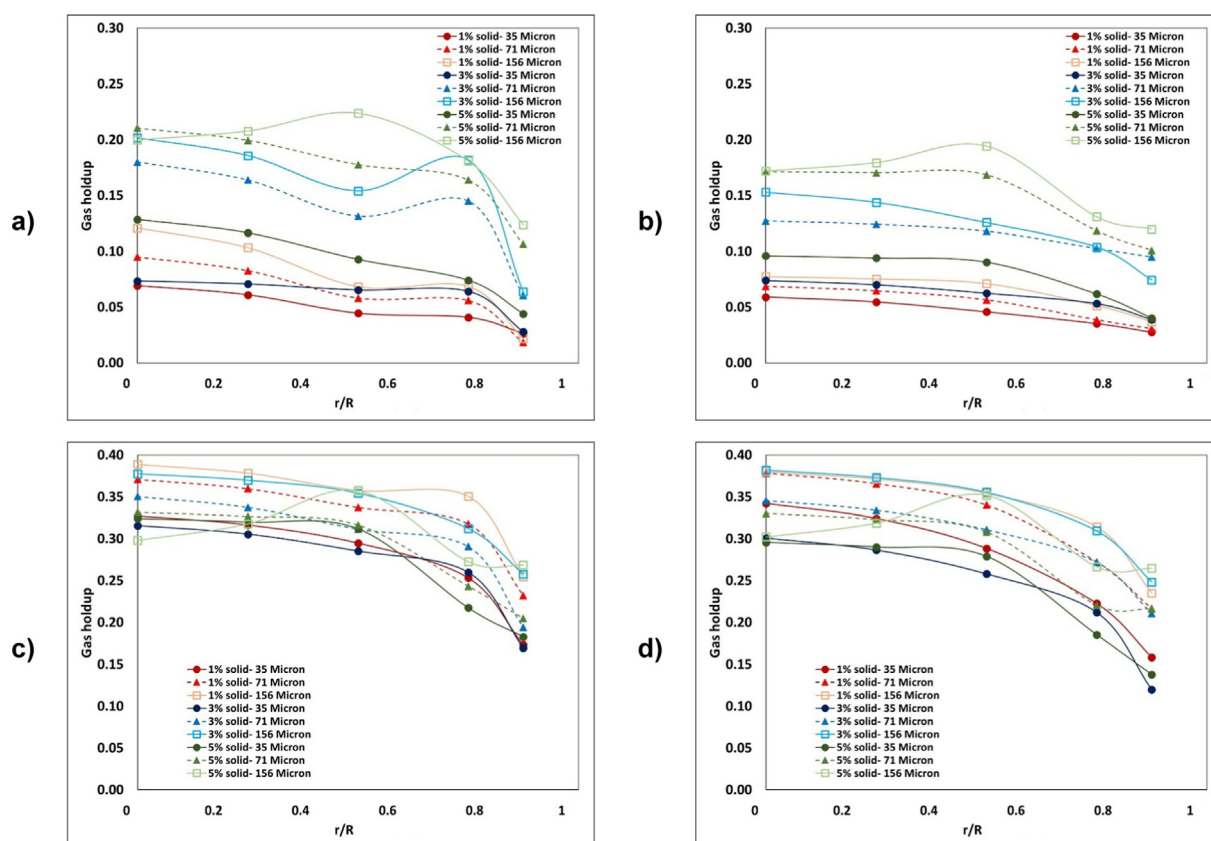 a)
Gas holdup
0.30
0.25
0.20
0.15
0.10
0.05
0.00
0 0.2 0.4 0.6 0.8 1
r/R
1% solid- 35 Micron
1% solid- 71 Micron
1% solid- 156 Micron
3% solid- 35 Micron
3% solid- 71 Micron
3% solid- 156 Micron
5% solid- 35 Micron
5% solid- 71 Micron
5% solid- 156 Micron
b)
Gas holdup
0.30
0.25
0.20
0.15
0.10
0.05
0.00
0 0.2 0.4 0.6 0.8 1
r/R
1% solid- 35 Micron
1% solid- 71 Micron
1% solid- 156 Micron
3% solid- 35 Micron
3% solid- 71 Micron
3% solid- 156 Micron
5% solid- 35 Micron
5% solid- 71 Micron
5% solid- 156 Micron
c)
Gas holdup
0.40
0.35
0.30
0.25
0.20
0.15
0.10
0.05
0.00
0 0.2 0.4 0.6 0.8 1
r/R
1% solid- 35 Micron
1% solid- 71 Micron
1% solid- 156 Micron
3% solid- 35 Micron
3% solid- 71 Micron
3% solid- 156 Micron
5% solid- 35 Micron
5% solid- 71 Micron
5% solid- 156 Micron
d)
Gas holdup
0.40
0.35
0.30
0.25
0.20
0.15
0.10
0.05
0.00
0 0.2 0.4 0.6 0.8 1
r/R
1% solid- 35 Micron
1% solid- 71 Micron
1% solid- 156 Micron
3% solid- 35 Micron
3% solid- 71 Micron
3% solid- 156 Micron
5% solid- 35 Micron
5% solid- 71 Micron
5% solid- 156 Micron